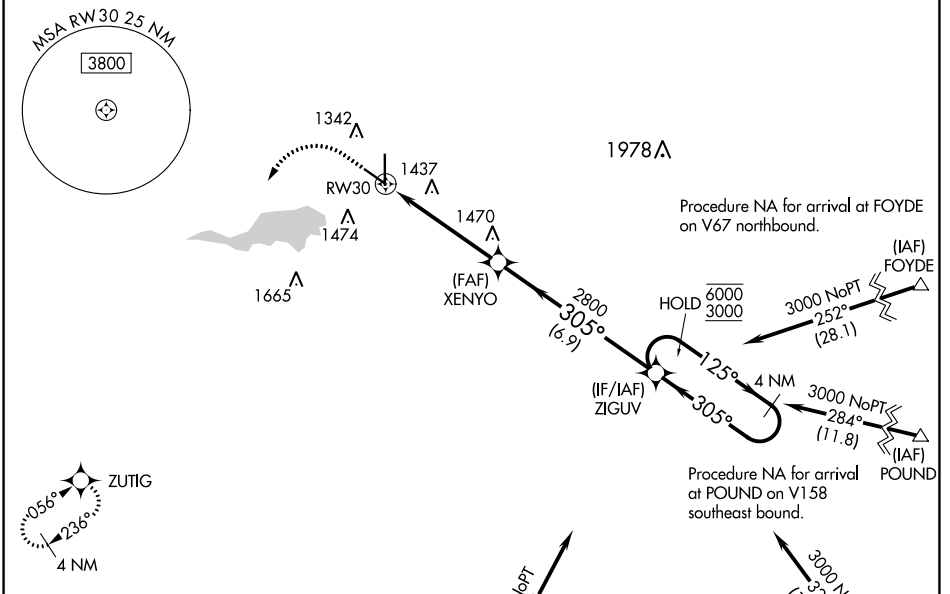 MSA RW30 25 NM
3800
1342
1978
1437
RW30
1474
1470
1665
Procedure NA for arrival at FOYDE
on V67 northbound.
(IAF)
FOYDE
3000 NoPT
252°
(28.1)
(FAF)
XENYO
2800
305°
(6.9)
HOLD
6000
3000
125°
4 NM
305°
(IF/IAF)
ZIGUV
3000 NoPT
284°
(11.8)
(IAF)
POUND
Procedure NA for arrival
at POUND on V158
southeast bound.
ZUTIG
056°
236°
4 NM
NoPT
3000 N